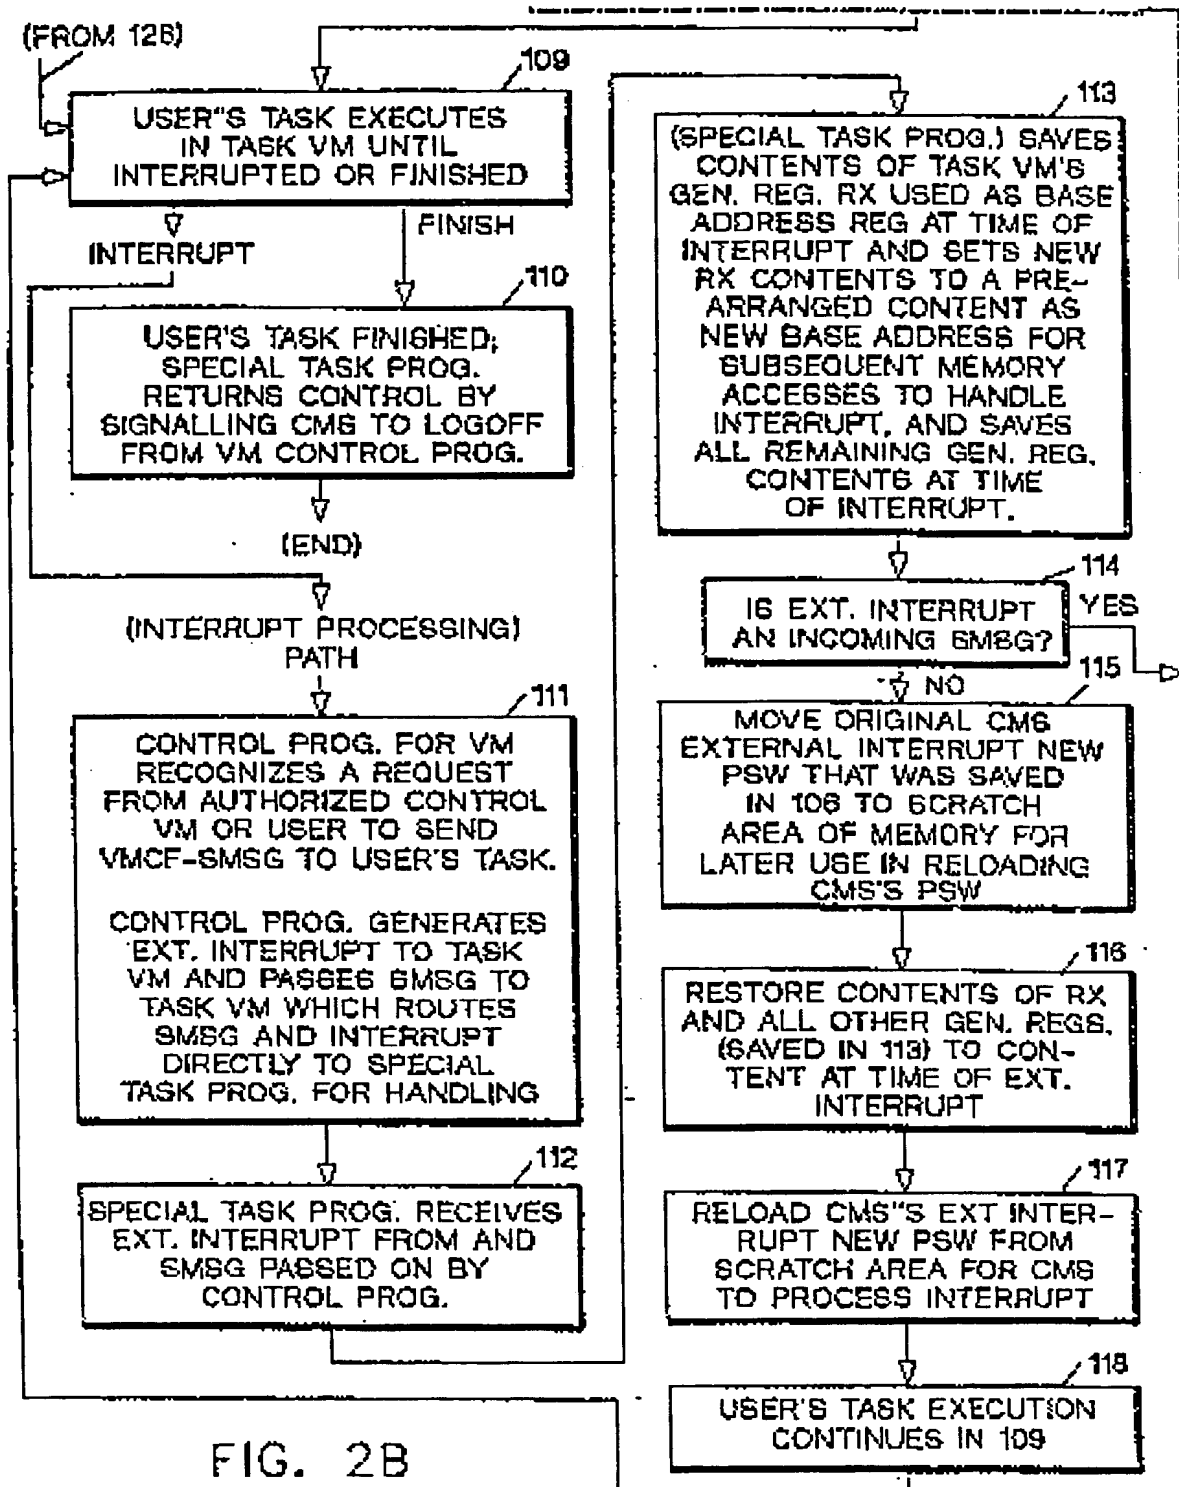 (FROM 126)
109
USER"S TASK EXECUTES
IN TASK VM UNTIL
INTERRUPTED OR FINISHED
INTERRUPT
FINISH
110
USER'S TASK FINISHED;
SPECIAL TASK PROG.
RETURNS CONTROL BY
SIGNALLING CMS TO LOGOFF
FROM VM CONTROL PROG.
(END)
(INTERRUPT PROCESSING)
PATH
111
CONTROL PROG. FOR VM
RECOGNIZES A REQUEST
FROM AUTHORIZED CONTROL
VM OR USER TO SEND
VMCF-SMSG TO USER'S TASK.
CONTROL PROG. GENERATES
EXT. INTERRUPT TO TASK
VM AND PASSES SMSG TO
TASK VM WHICH ROUTES
SMSG AND INTERRUPT
DIRECTLY TO SPECIAL
TASK PROG. FOR HANDLING
112
SPECIAL TASK PROG. RECEIVES
EXT. INTERRUPT FROM AND
SMSG PASSED ON BY
CONTROL PROG.
113
(SPECIAL TASK PROG.) SAVES
CONTENTS OF TASK VM'S
GEN. REG. RX USED AS BASE
ADDRESS REG AT TIME OF
INTERRUPT AND SETS NEW
RX CONTENTS TO A PRE-
ARRANGED CONTENT AS
NEW BASE ADDRESS FOR
SUBSEQUENT MEMORY
ACCESSES TO HANDLE
INTERRUPT, AND SAVES
ALL REMAINING GEN. REG.
CONTENTS AT TIME
OF INTERRUPT.
114
IS EXT. INTERRUPT
AN INCOMING SMSG?
YES
NO
115
MOVE ORIGINAL CMS
EXTERNAL INTERRUPT NEW
PSW THAT WAS SAVED
IN 106 TO SCRATCH
AREA OF MEMORY FOR
LATER USE IN RELOADING
CMS'S PSW
116
RESTORE CONTENTS OF RX
AND ALL OTHER GEN. REGS.
(SAVED IN 113) TO CON-
TENT AT TIME OF EXT.
INTERRUPT
117
RELOAD CMS"S EXT INTER-
RUPT NEW PSW FROM
SCRATCH AREA FOR CMS
TO PROCESS INTERRUPT
118
USER'S TASK EXECUTION
CONTINUES IN 109
FIG. 2B